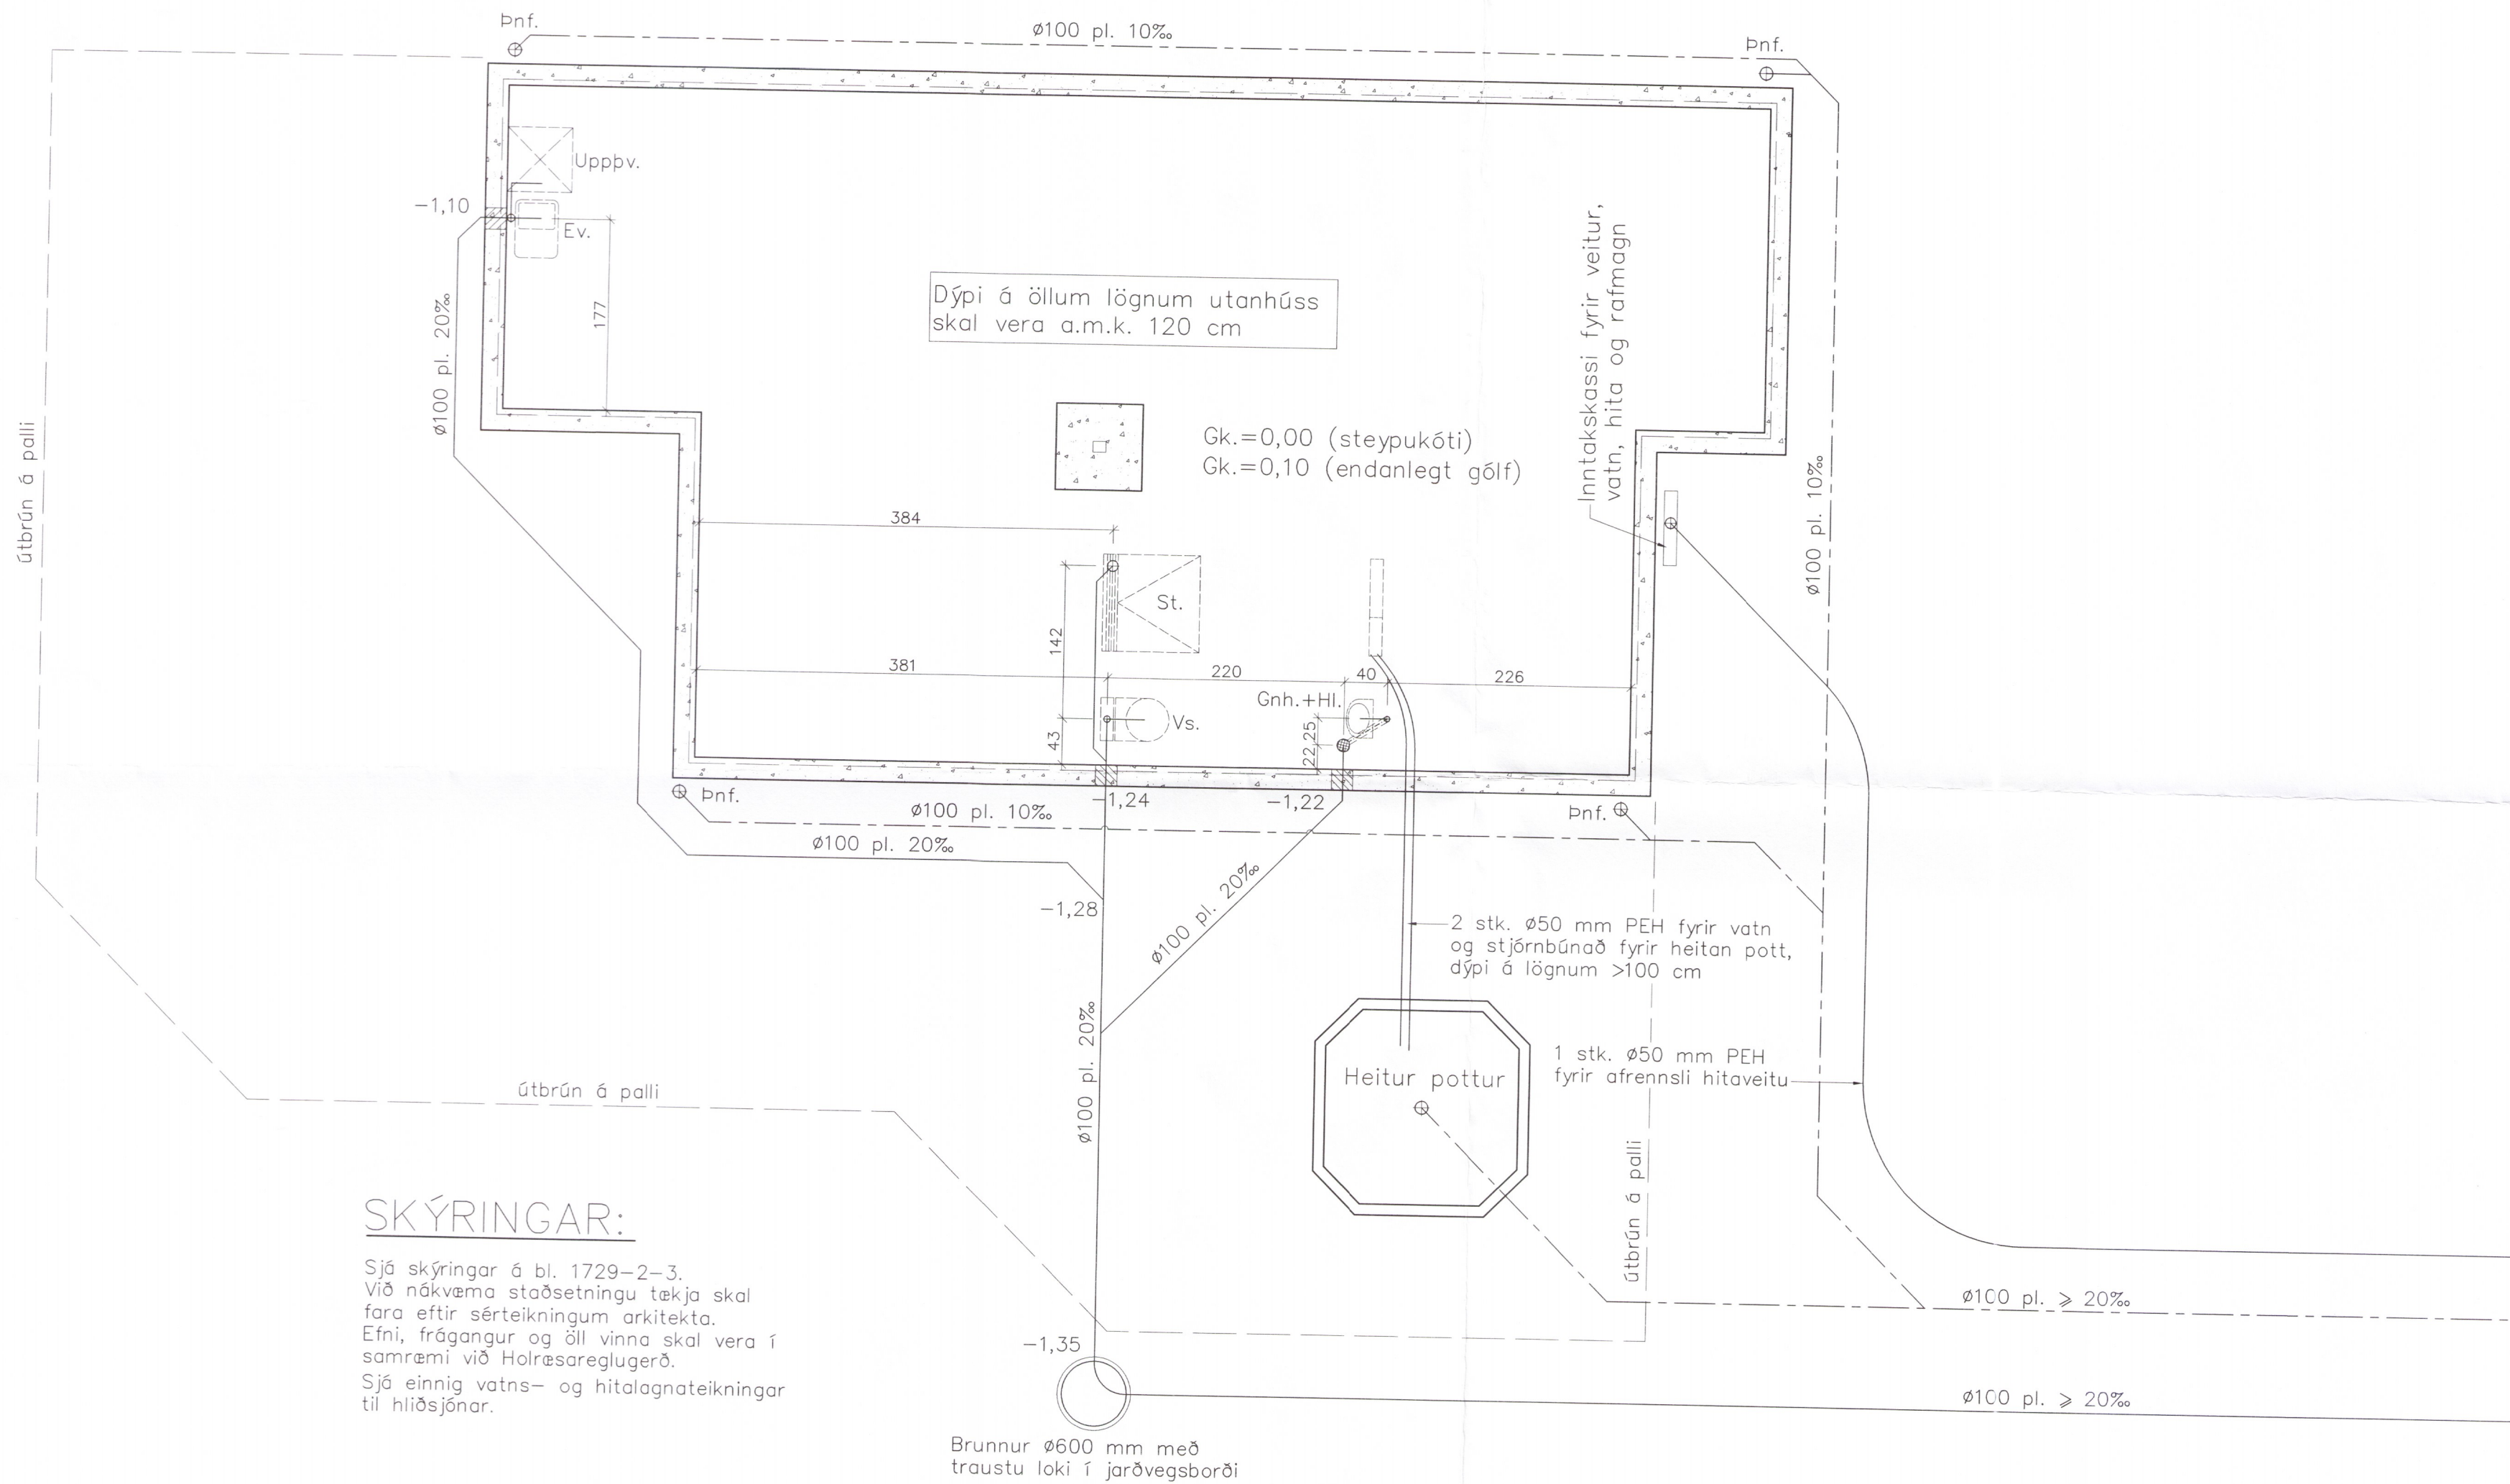 Þnf.
ø100 pl. 10‰
Þnf.
Uppþv.
-1,10
Ev.
177
ø100 pl. 20‰
útbrún á palli
Dýpi á öllum lögnum utanhúss
skal vera a.m.k. 120 cm
Inntakskassi fyrir veitur,
vatn, hita og rafmagn
Gk.=0,00 (steypukóti)
Gk.=0,10 (endanlegt gólf)
ø100 pl. 10‰
384
St.
142
381
220
40
226
Gnh.+Hl.
Vs.
43
22,25
Þnf.
-1,24
-1,22
Þnf.
ø100 pl. 10‰
ø100 pl. 20‰
-1,28
ø100 pl. 20‰
2 stk. ø50 mm PEH fyrir vatn
og stjórnbúnað fyrir heitan pott,
dýpi á lögnum >100 cm
ø100 pl. 20‰
1 stk. ø50 mm PEH
fyrir afrennsli hitaveitu
Heitur pottur
útbrún á palli
útbrún á palli
SKÝRINGAR:
Sjá skýringar á bl. 1729-2-3.
Við nákvæma staðsetningu tækja skal
fara eftir sérteikningum arkitekta.
Efni, frágangur og öll vinna skal vera í
samræmi við Holræsareglugerð.
Sjá einnig vatns- og hitalagnateikningar
til hliðsjónar.
ø100 pl. ⩾ 20‰
-1,35
ø100 pl. ⩾ 20‰
Brunnur ø600 mm með
traustu loki í jarðvegsborði